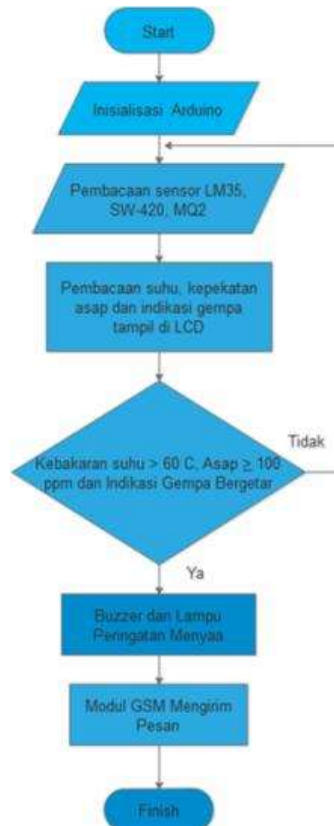 Start
Inisialisasi Arduino
Pembacaan sensor LM35,
SW-420, MQ2
Pembacaan suhu, kepekatan
asap dan indikasi gempa
tampil di LCD
Tidak
Kebakaran suhu > 60 C, Asap ≥ 100
ppm dan Indikasi Gempa Bergetar
Ya
Buzzer dan Lampu
Peringatan Menyaa
Modul GSM Mengirim
Pesan
Finish